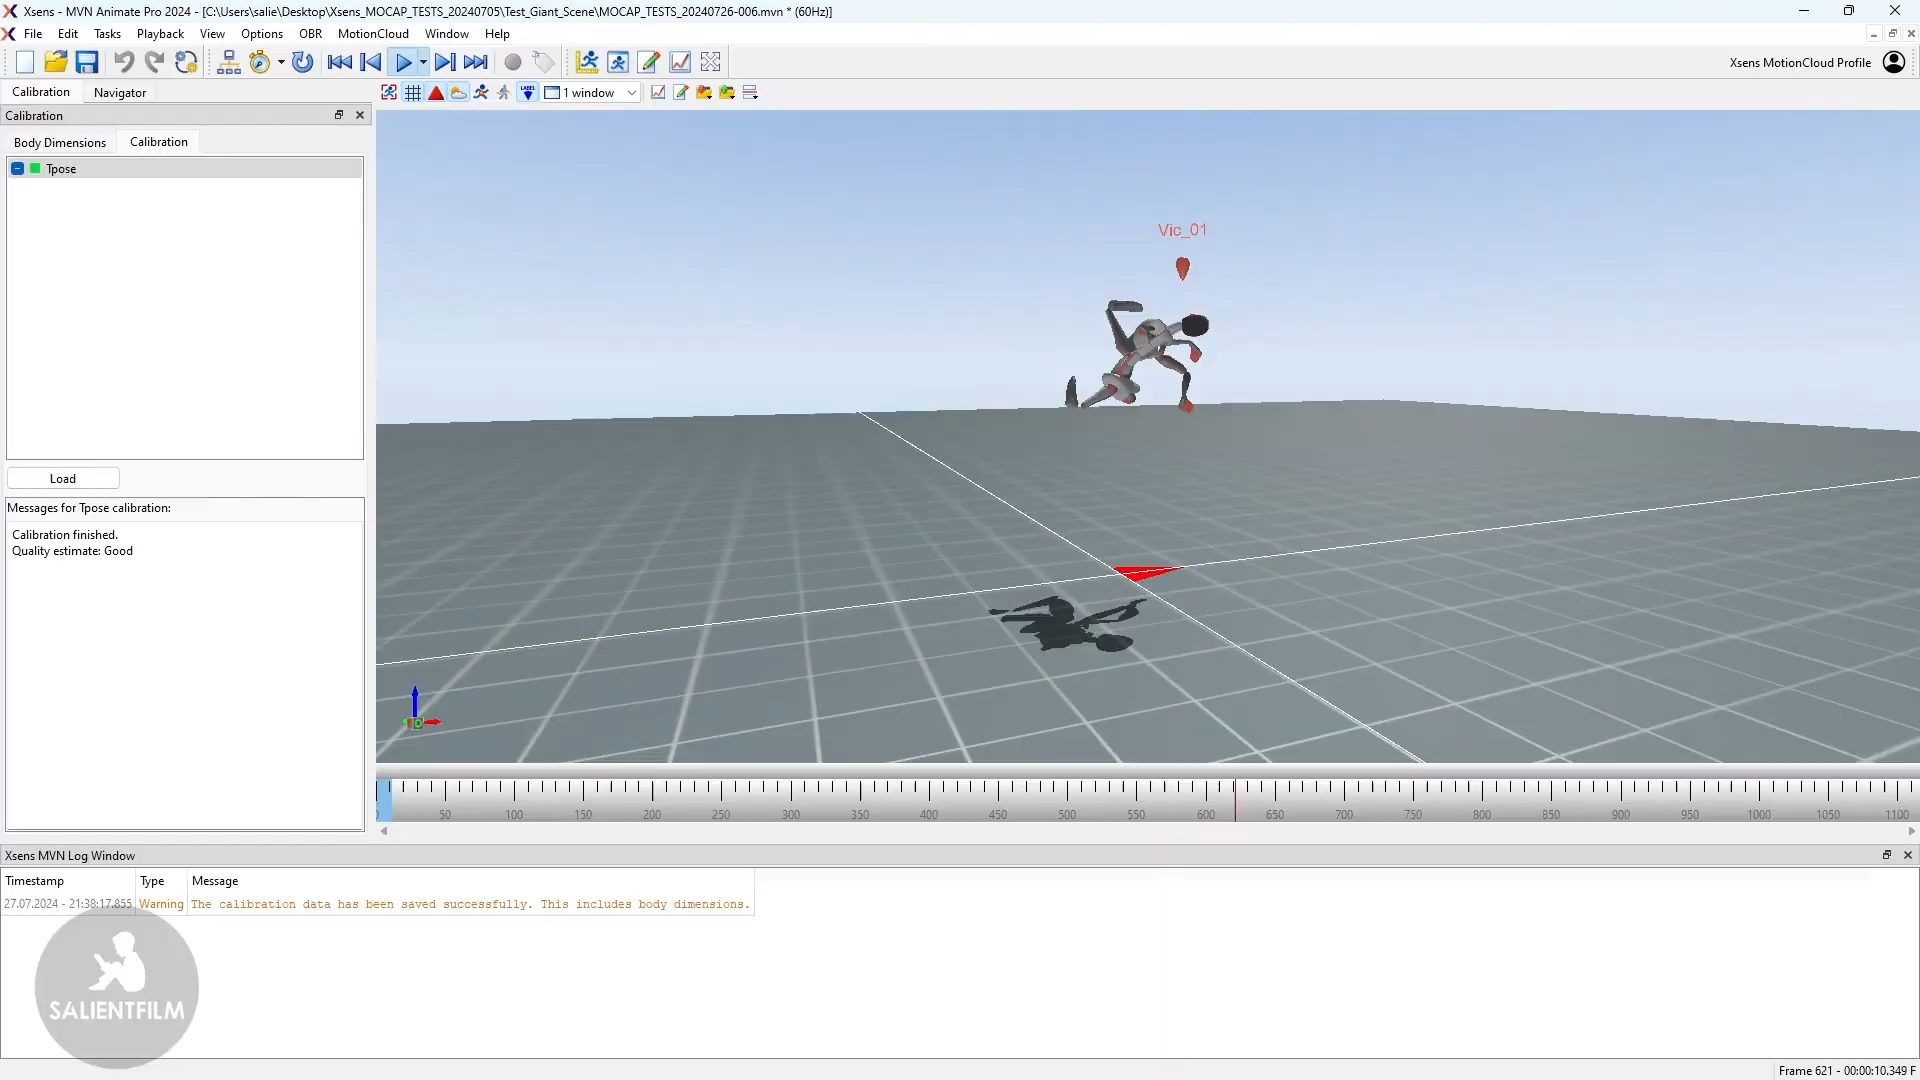 Xsens - MVN Animate Pro 2024 - [C:\Users\salie\Desktop\Xsens_MOCAP_TESTS_20240705\Test_Giant_Scene\MOCAP_TESTS_20240726-006.mvn * (60Hz)]
File Edit Tasks Playback View Options OBR MotionCloud Window Help
Xsens MotionCloud Profile
Calibration Navigator
LABEL
1 window
Calibration
Body Dimensions Calibration
Tpose
Vic_01
Load
Messages for Tpose calibration:
Calibration finished.
Quality estimate: Good
50 100 150 200 250 300 350 400 450 500 550 600 650 700 750 800 850 900 950 1000 1050 1100
Xsens MVN Log Window
Timestamp Type Message
27.07.2024 - 21:38:17.855 Warning The calibration data has been saved successfully. This includes body dimensions.
SALIENTFILM
Frame 621 - 00:00:10.349 F